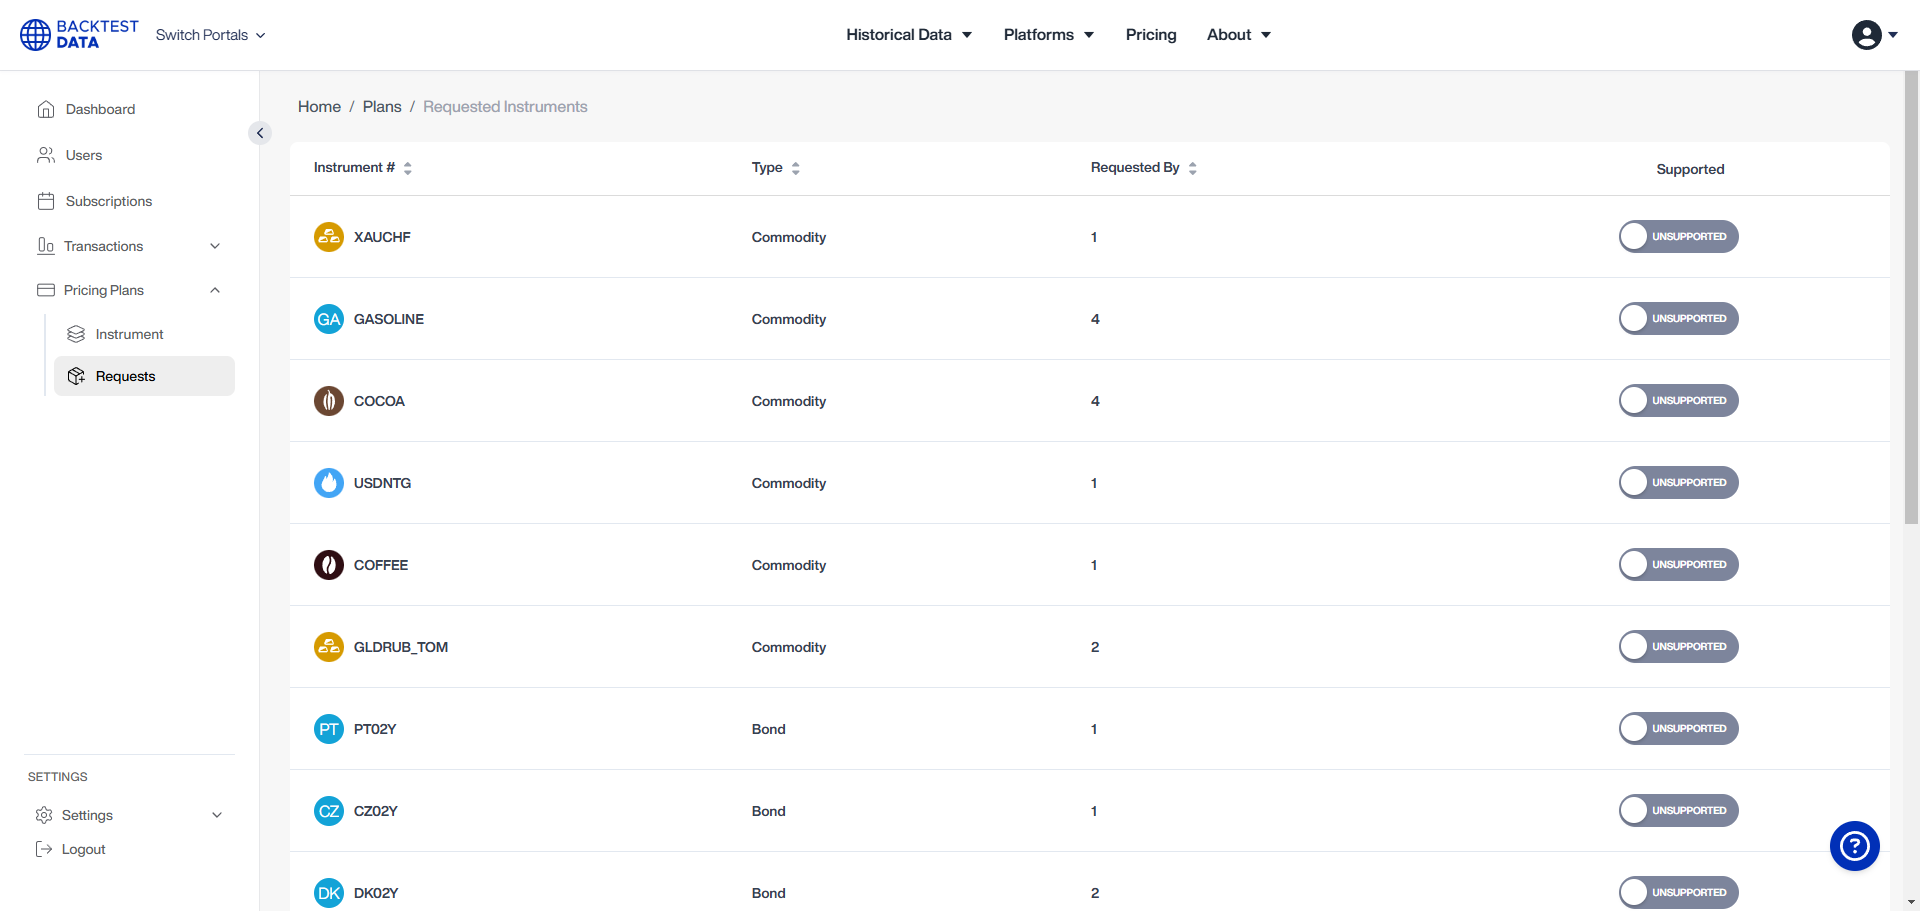 BACKTEST
DATA
Switch Portals
Historical Data
Platforms
Pricing
About
Dashboard
Users
Subscriptions
Transactions
Pricing Plans
Instrument
Requests
SETTINGS
Settings
Logout
Home / Plans / Requested Instruments
Instrument # Type Requested By Supported
XAUCHF Commodity 1 UNSUPPORTED
GA GASOLINE Commodity 4 UNSUPPORTED
COCOA Commodity 4 UNSUPPORTED
USDNTG Commodity 1 UNSUPPORTED
COFFEE Commodity 1 UNSUPPORTED
GLDRUB_TOM Commodity 2 UNSUPPORTED
PT PT02Y Bond 1 UNSUPPORTED
CZ CZ02Y Bond 1 UNSUPPORTED
DK DK02Y Bond 2 UNSUPPORTED
?